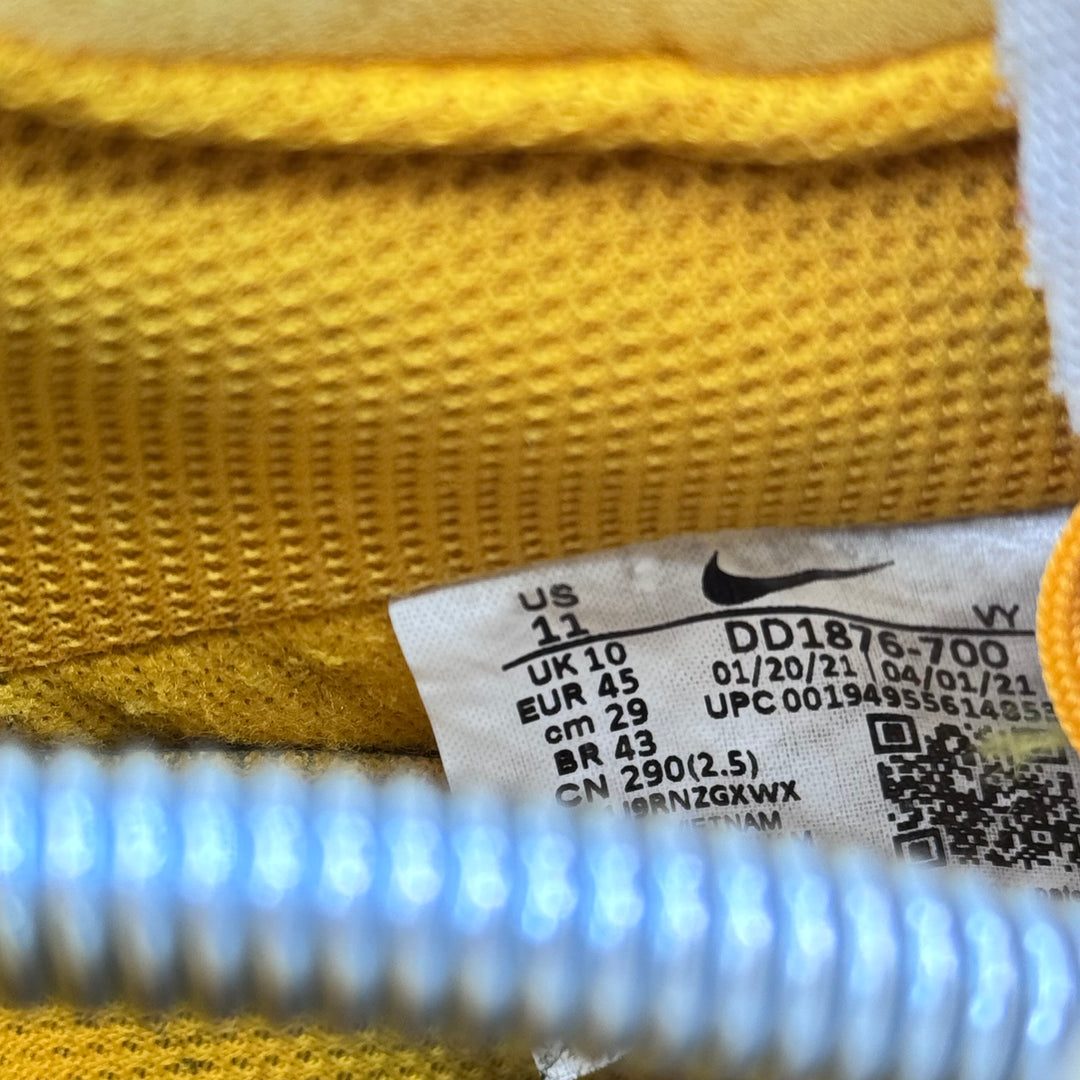 US
11
VY
UK 10
DD1876-700
EUR 45
01/20/21 04/01/21
cm 29
UPC 0019495561485
BR 43
CN 290(2.5)